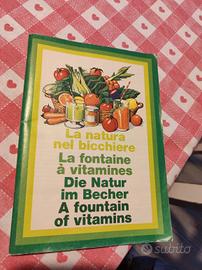 La natura
nel bicchiere
La fontaine
à vitamines
Die Natur
im Becher
A fountain
of vitamins
subito